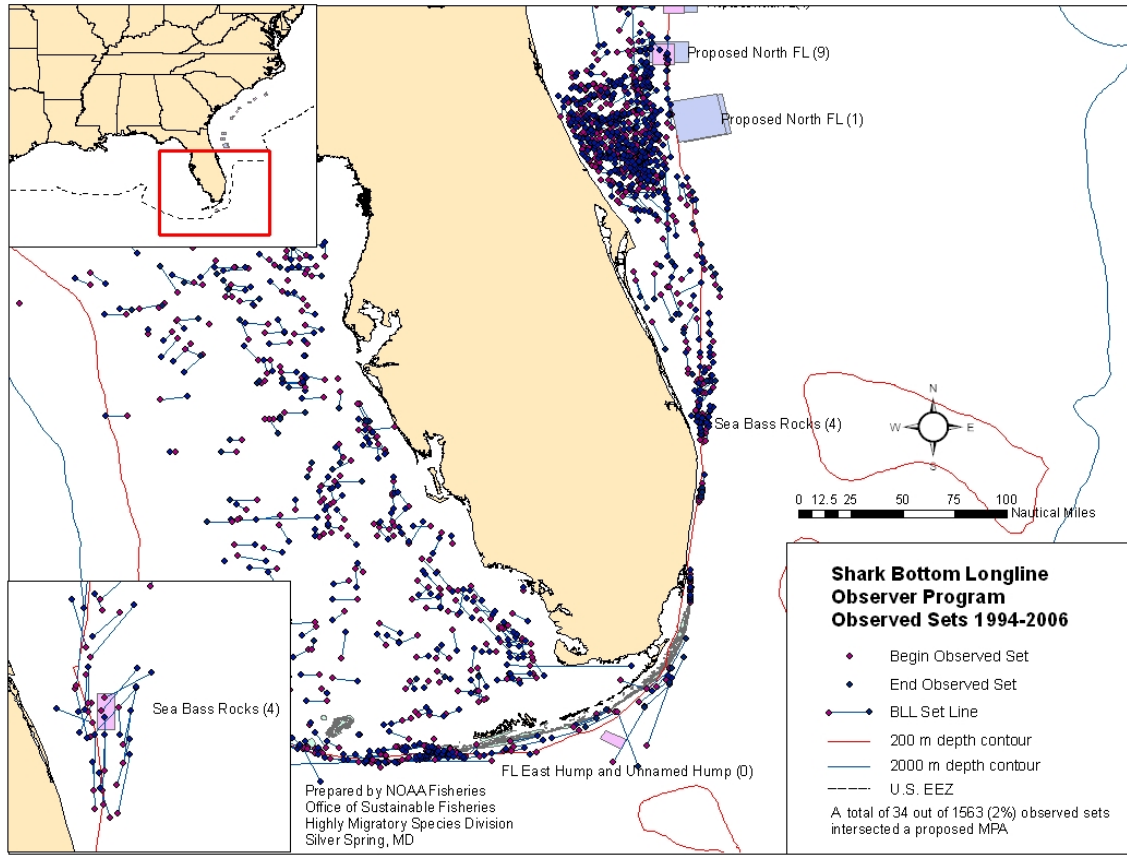 Proposed North FL (9)
Proposed North FL (1)
Sea Bass Rocks (4)
N
W E
S
0 12.5 25 50 75 100
Nautical Miles
Sea Bass Rocks (4)
FL East Hump and Unnamed Hump (0)
Prepared by NOAA Fisheries
Office of Sustainable Fisheries
Highly Migratory Species Division
Silver Spring, MD
Shark Bottom Longline
Observer Program
Observed Sets 1994-2006
Begin Observed Set
End Observed Set
BLL Set Line
200 m depth contour
2000 m depth contour
U.S. EEZ
A total of 34 out of 1563 (2%) observed sets
intersected a proposed MPA